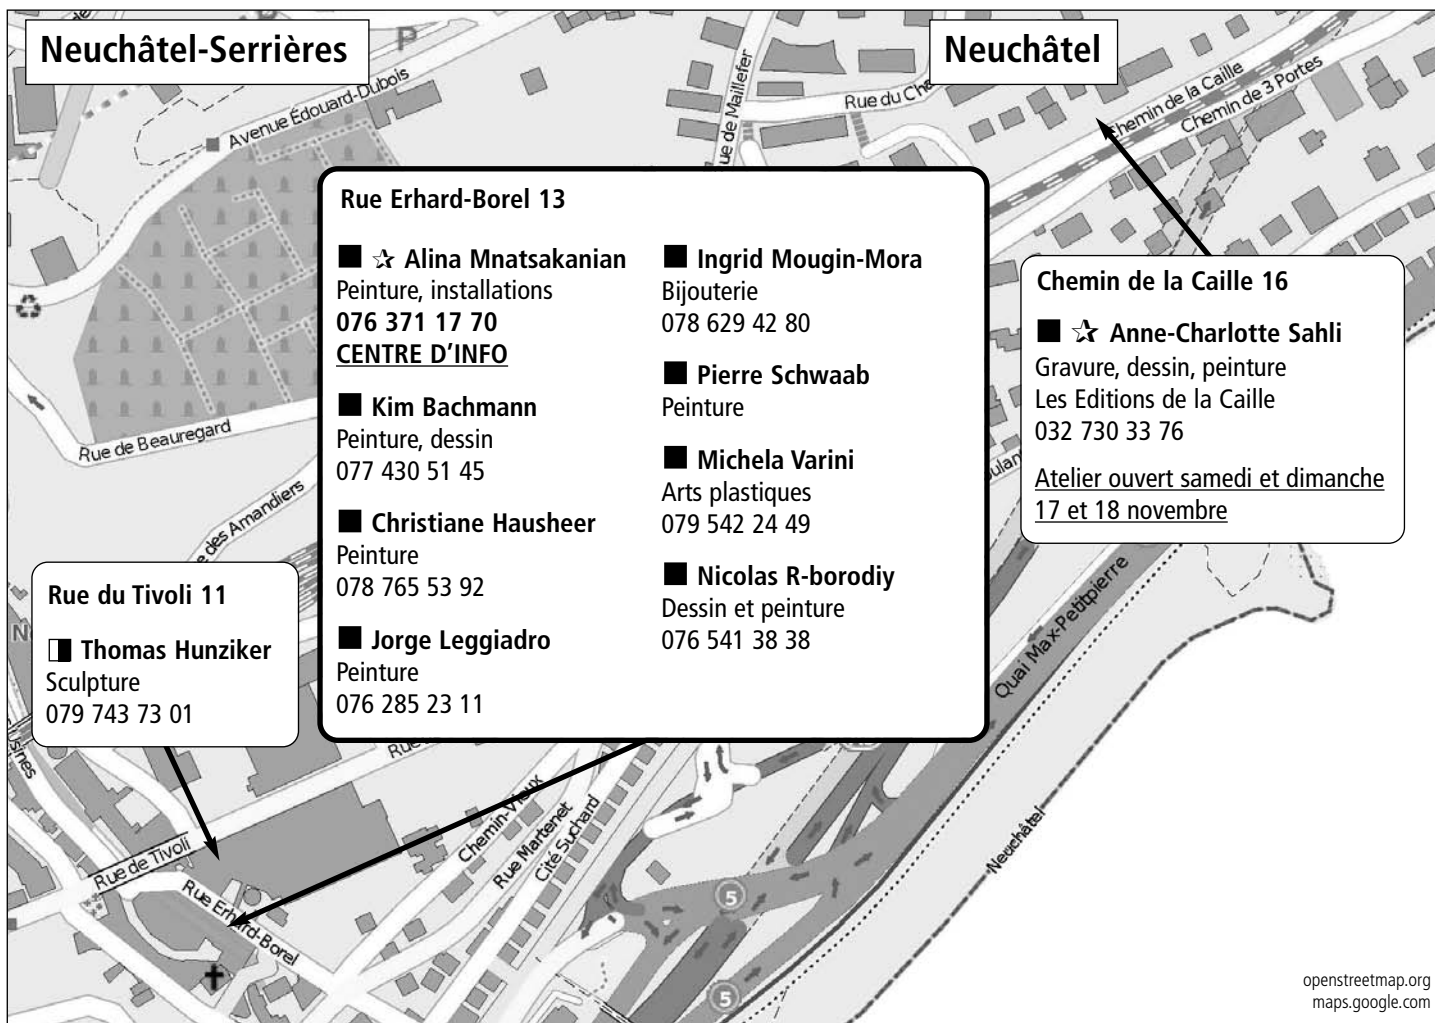 Neuchâtel-Serrières
Neuchâtel
P
Avenue Édouard-Dubois
Rue de Maillefer
Rue du Cha
Chemin de la Caille
Chemin de 3 Portes
Rue Erhard-Borel 13
■ ☆ Alina Mnatsakanian
Peinture, installations
076 371 17 70
CENTRE D’INFO
■ Kim Bachmann
Peinture, dessin
077 430 51 45
■ Christiane Hausheer
Peinture
078 765 53 92
■ Jorge Leggiadro
Peinture
076 285 23 11
■ Ingrid Mougin-Mora
Bijouterie
078 629 42 80
■ Pierre Schwaab
Peinture
■ Michela Varini
Arts plastiques
079 542 24 49
■ Nicolas R-borodiy
Dessin et peinture
076 541 38 38
Chemin de la Caille 16
■ ☆ Anne-Charlotte Sahli
Gravure, dessin, peinture
Les Editions de la Caille
032 730 33 76
Atelier ouvert samedi et dimanche
17 et 18 novembre
Rue de Beauregard
des Amandiers
Rue du Tivoli 11
◨ Thomas Hunziker
Sculpture
079 743 73 01
Quai Max-Petitpierre
Rue de Tivoli
Rue Erhard-Borel
Chemin-Vieux
Rue Martenet
Cité Suchard
Neuchâtel
5
5
openstreetmap.org
maps.google.com